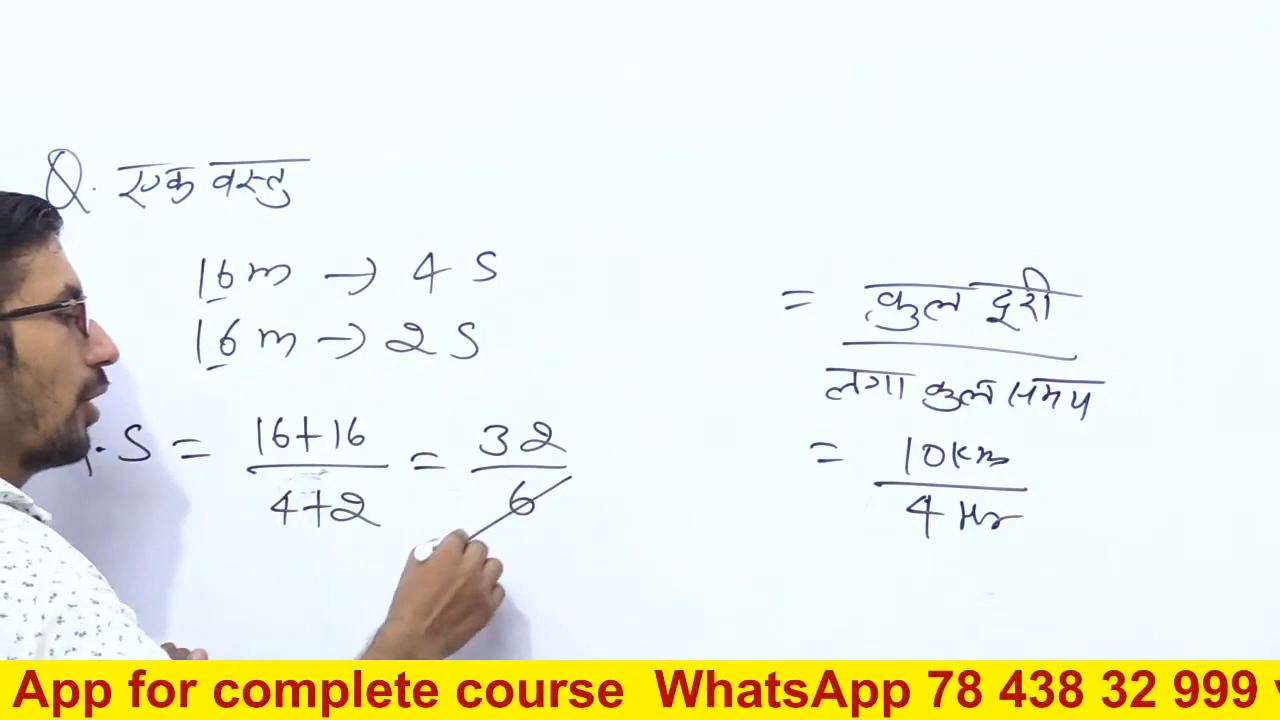 Q. एक वस्तु
16m → 4 S
16m → 2 S
. S = 16+16 / 4+2 = 32 / 6
= कुल दूरी / लगा कुल समय
= 10km / 4 Hr
App for complete course WhatsApp 78 438 32 999